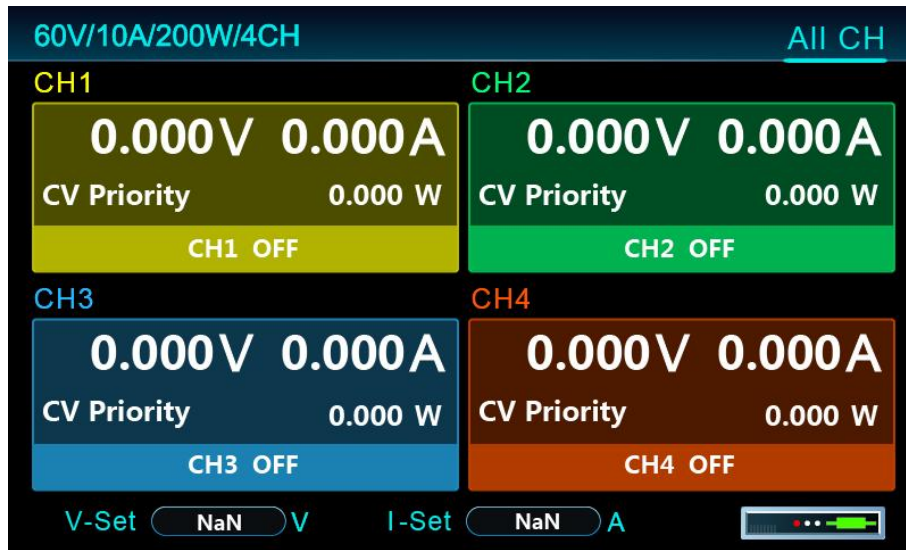 60V/10A/200W/4CH
All CH
CH1
CH2
0.000V 0.000A
0.000V 0.000A
CV Priority 0.000 W
CV Priority 0.000 W
CH1 OFF
CH2 OFF
CH3
CH4
0.000V 0.000A
0.000V 0.000A
CV Priority 0.000 W
CV Priority 0.000 W
CH3 OFF
CH4 OFF
V-Set NaN V I-Set NaN A